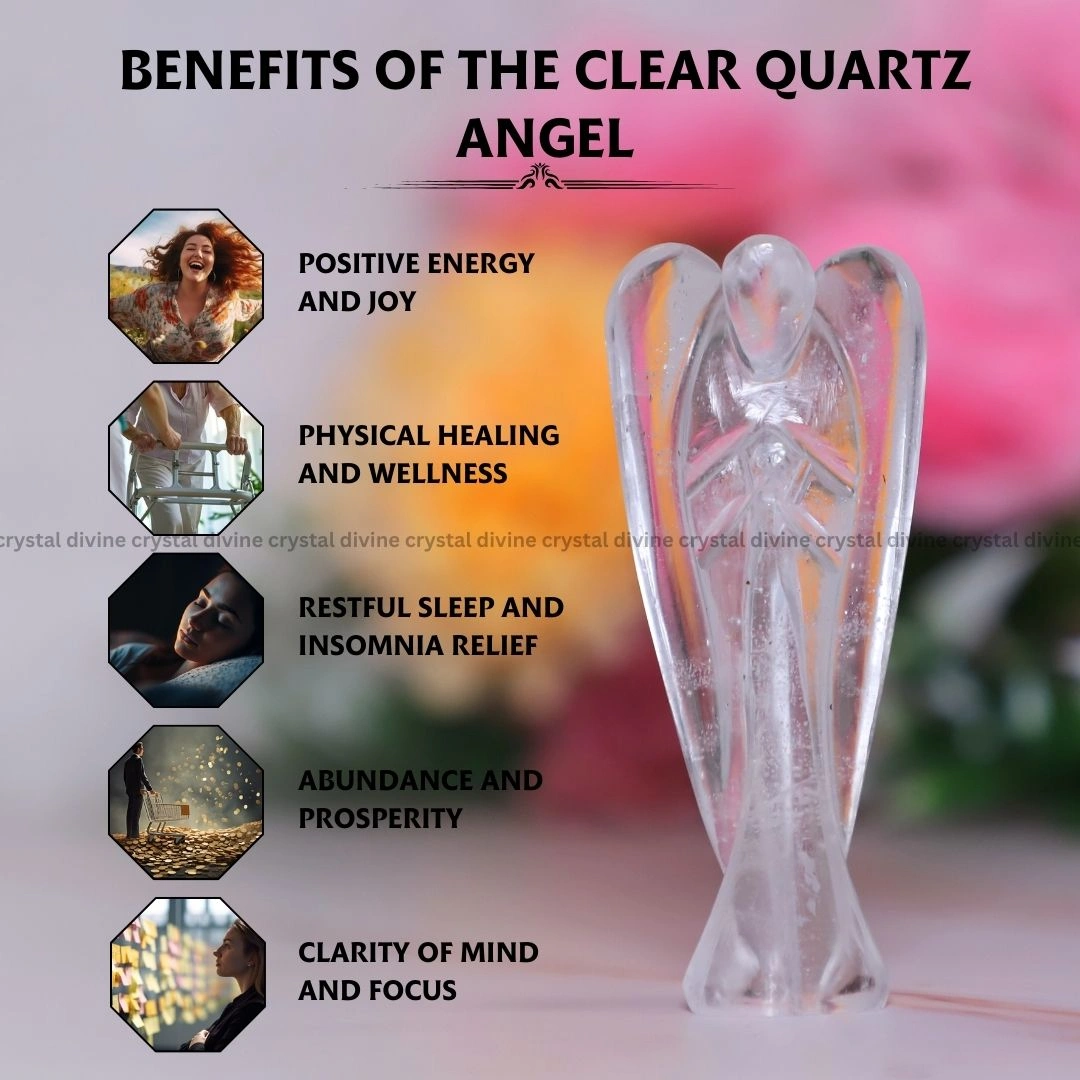 BENEFITS OF THE CLEAR QUARTZ
ANGEL
POSITIVE ENERGY
AND JOY
PHYSICAL HEALING
AND WELLNESS
crystal divine crystal divine crystal divine crystal divine crystal divine crystal divine crystal divine crystal divine
RESTFUL SLEEP AND
INSOMNIA RELIEF
ABUNDANCE AND
PROSPERITY
CLARITY OF MIND
AND FOCUS